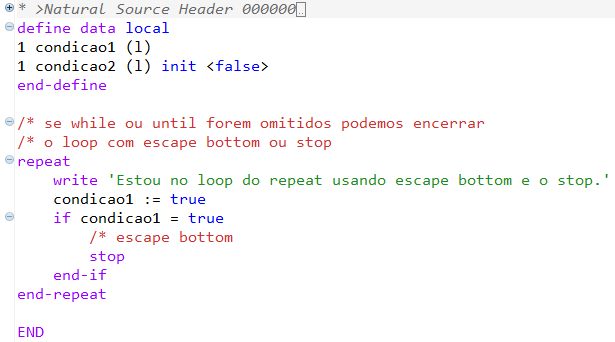 * >Natural Source Header 000000..
define data local
1 condicao1 (l)
1 condicao2 (l) init <false>
end-define
/* se while ou until forem omitidos podemos encerrar
/* o loop com escape bottom ou stop
repeat
write 'Estou no loop do repeat usando escape bottom e o stop.'
condicao1 := true
if condicao1 = true
/* escape bottom
stop
end-if
end-repeat
END